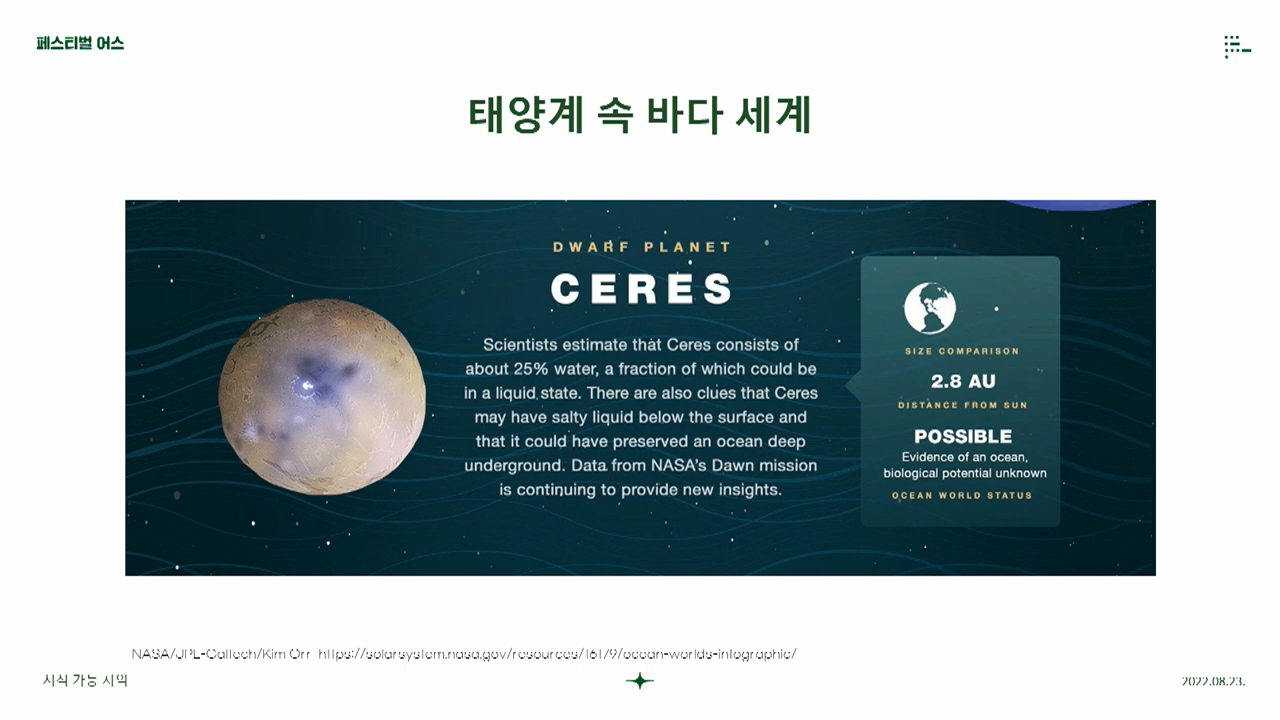 페스티벌 어스
태양계 속 바다 세계
DWARF PLANET
CERES
Scientists estimate that Ceres consists of
about 25% water, a fraction of which could be
in a liquid state. There are also clues that Ceres
may have salty liquid below the surface and
that it could have preserved an ocean deep
underground. Data from NASA's Dawn mission
is continuing to provide new insights.
SIZE COMPARISON
2.8 AU
DISTANCE FROM SUN
POSSIBLE
Evidence of an ocean,
biological potential unknown
OCEAN WORLD STATUS
NASA/JPL-Caltech/Kim Orr https://solarsystem.nasa.gov/resources/16179/ocean-worlds-infographic/
가능
2022.08.23.